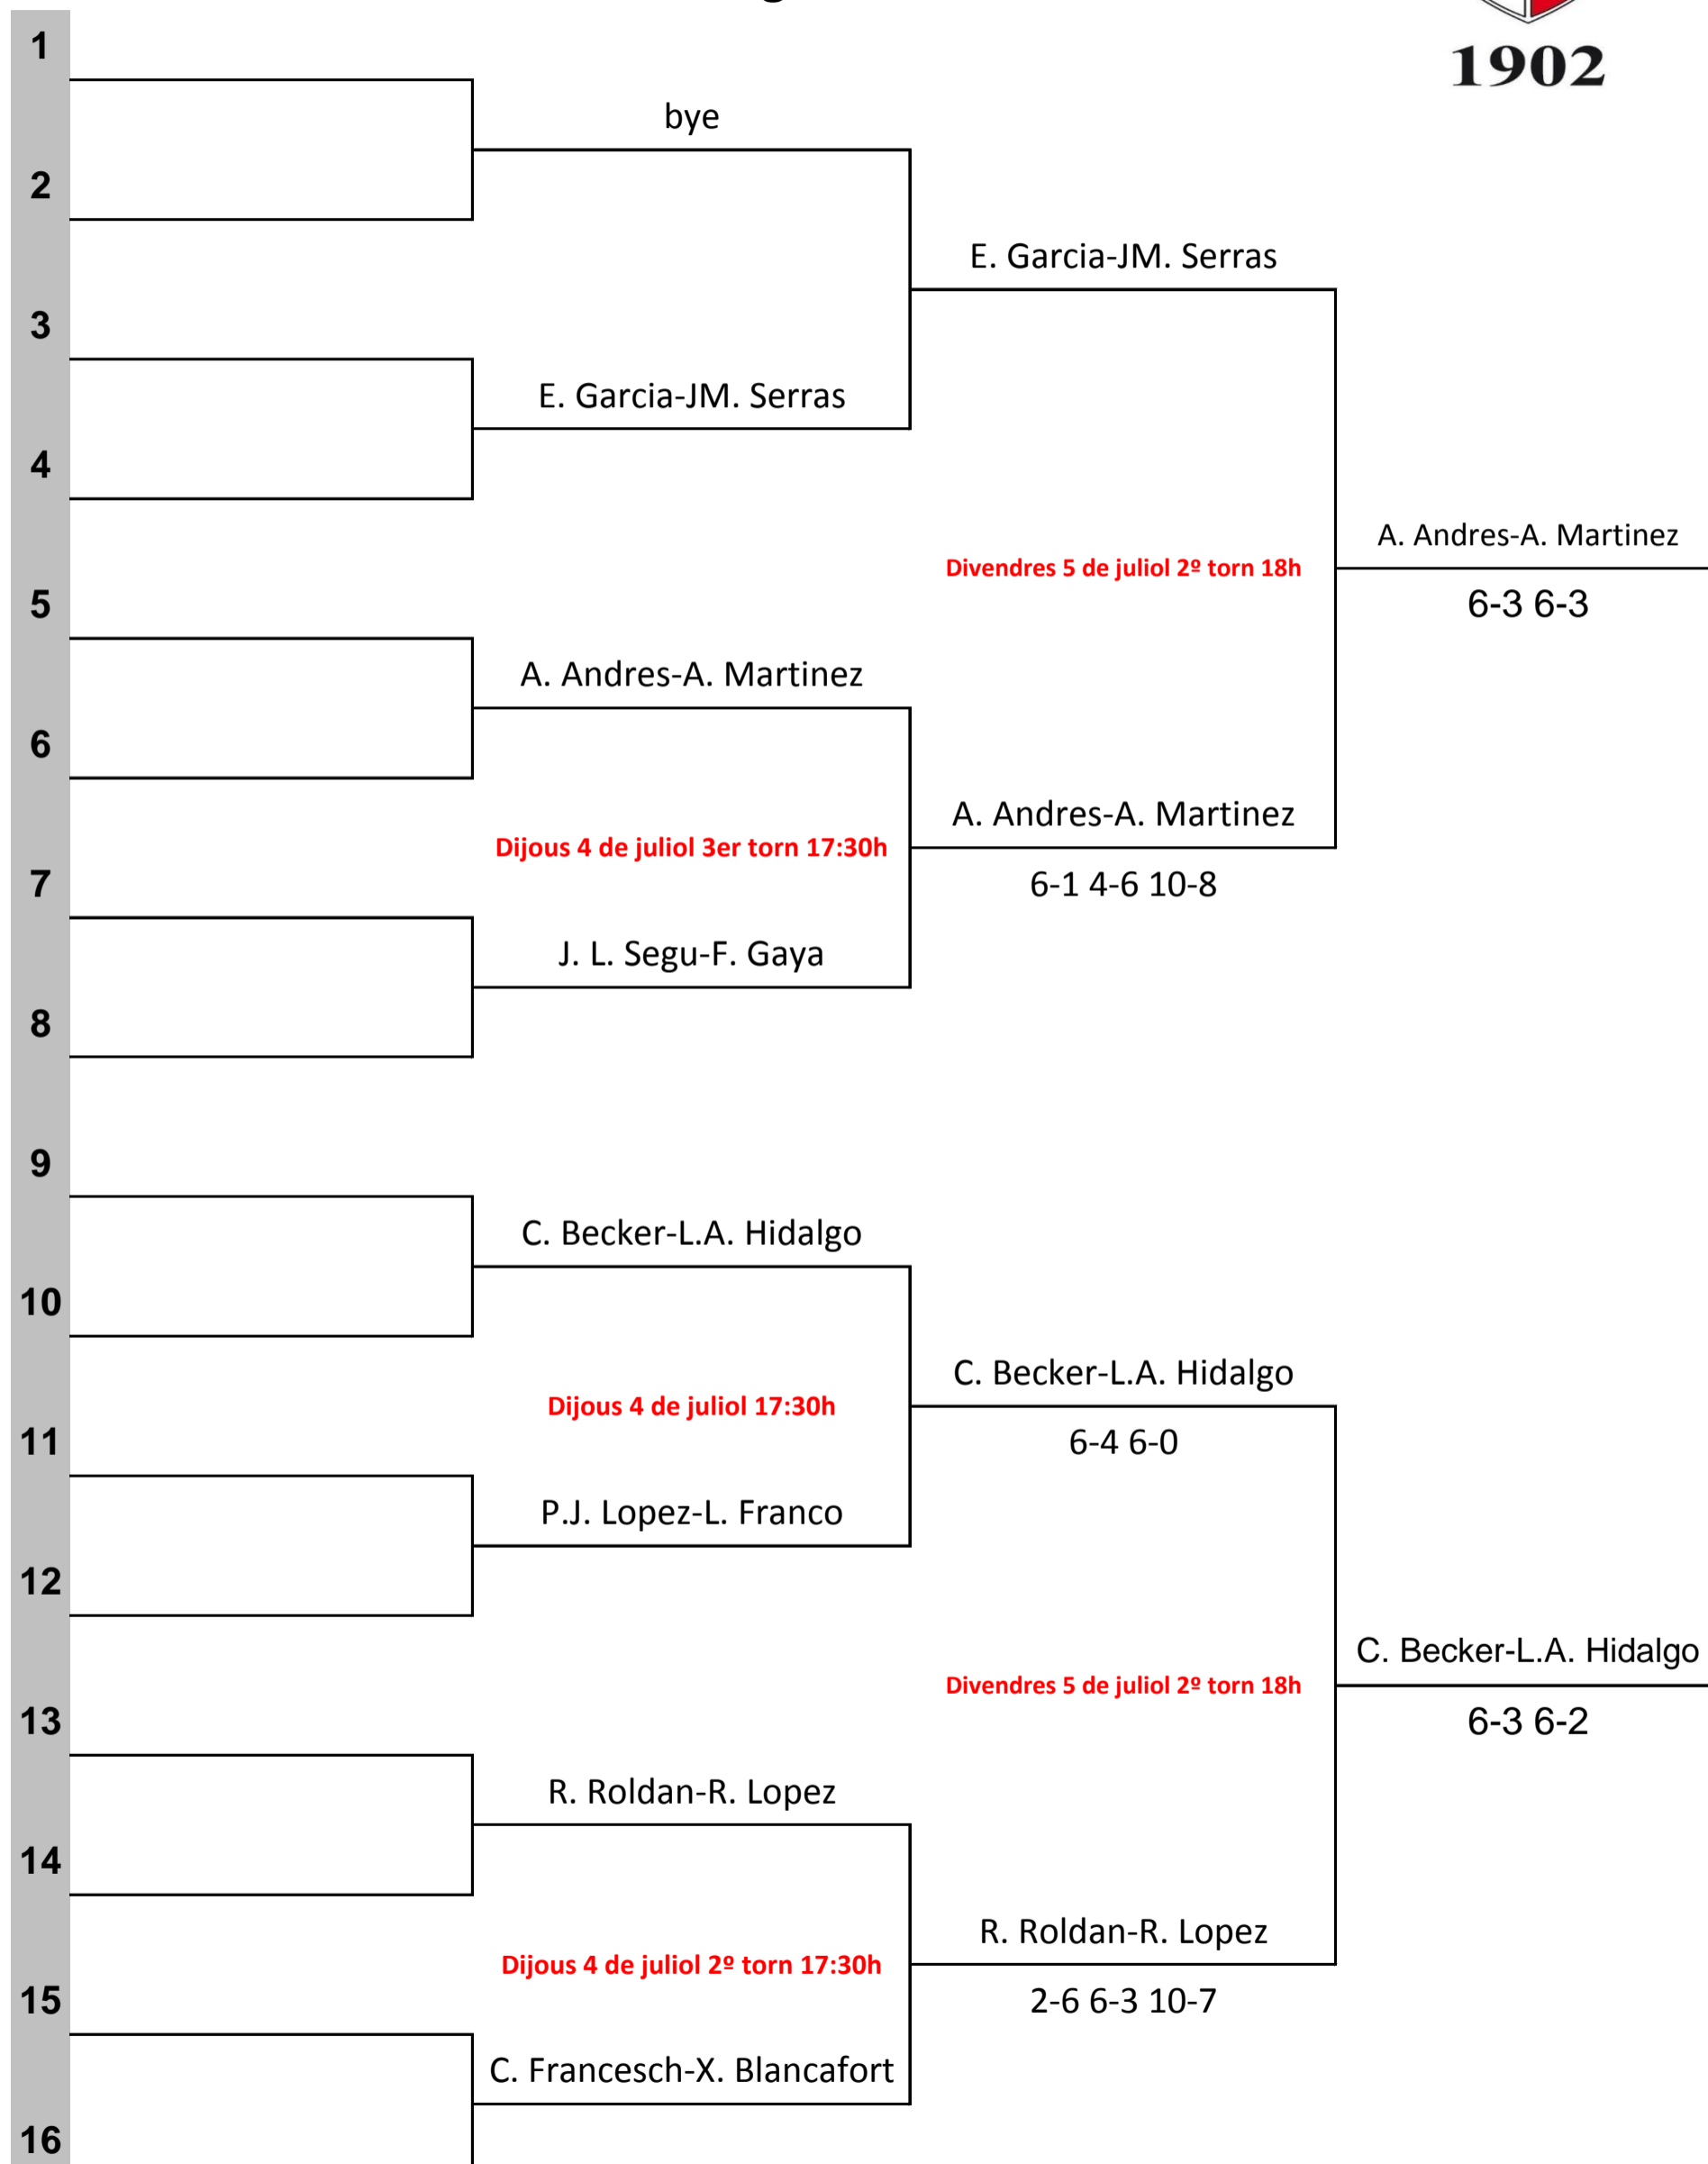 1902
1
bye
2
E. Garcia-JM. Serras
3
E. Garcia-JM. Serras
4
A. Andres-A. Martinez
Divendres 5 de juliol 2º torn 18h
5
6-3 6-3
A. Andres-A. Martinez
6
A. Andres-A. Martinez
Dijous 4 de juliol 3er torn 17:30h
7
6-1 4-6 10-8
J. L. Segu-F. Gaya
8
9
C. Becker-L.A. Hidalgo
10
C. Becker-L.A. Hidalgo
Dijous 4 de juliol 17:30h
11
6-4 6-0
P.J. Lopez-L. Franco
12
C. Becker-L.A. Hidalgo
Divendres 5 de juliol 2º torn 18h
13
6-3 6-2
R. Roldan-R. Lopez
14
R. Roldan-R. Lopez
Dijous 4 de juliol 2º torn 17:30h
15
2-6 6-3 10-7
C. Francesch-X. Blancafort
16